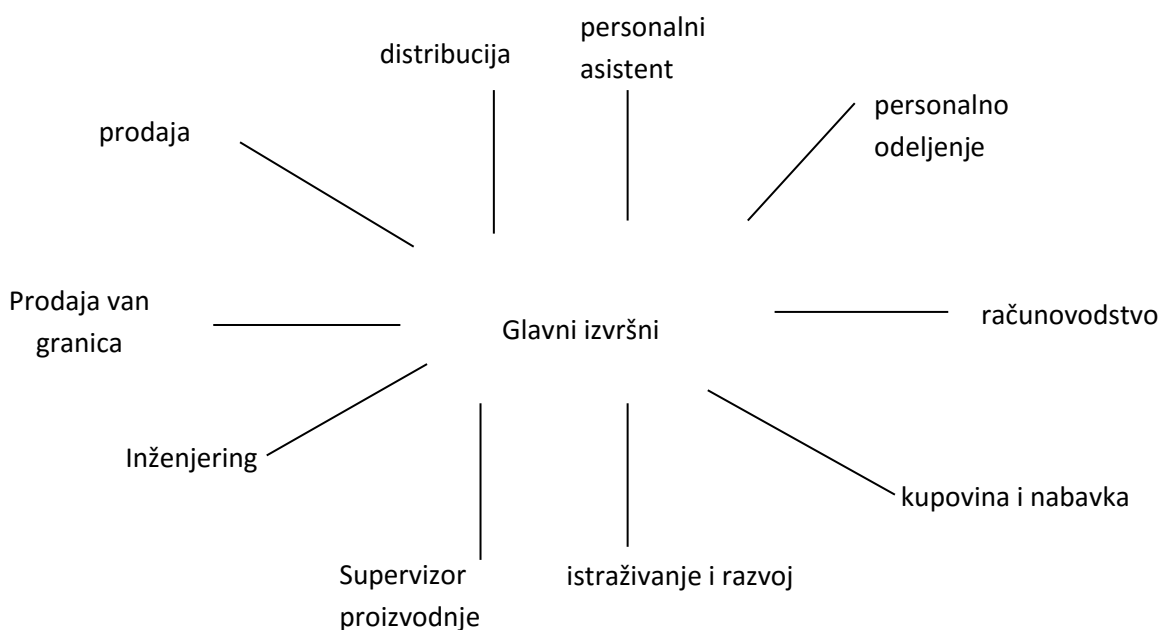 distribucija
personalni
asistent
prodaja
personalno
odeljenje
Prodaja van
granica
Glavni izvršni
računovodstvo
Inženjering
kupovina i nabavka
Supervizor
proizvodnje
istraživanje i razvoj